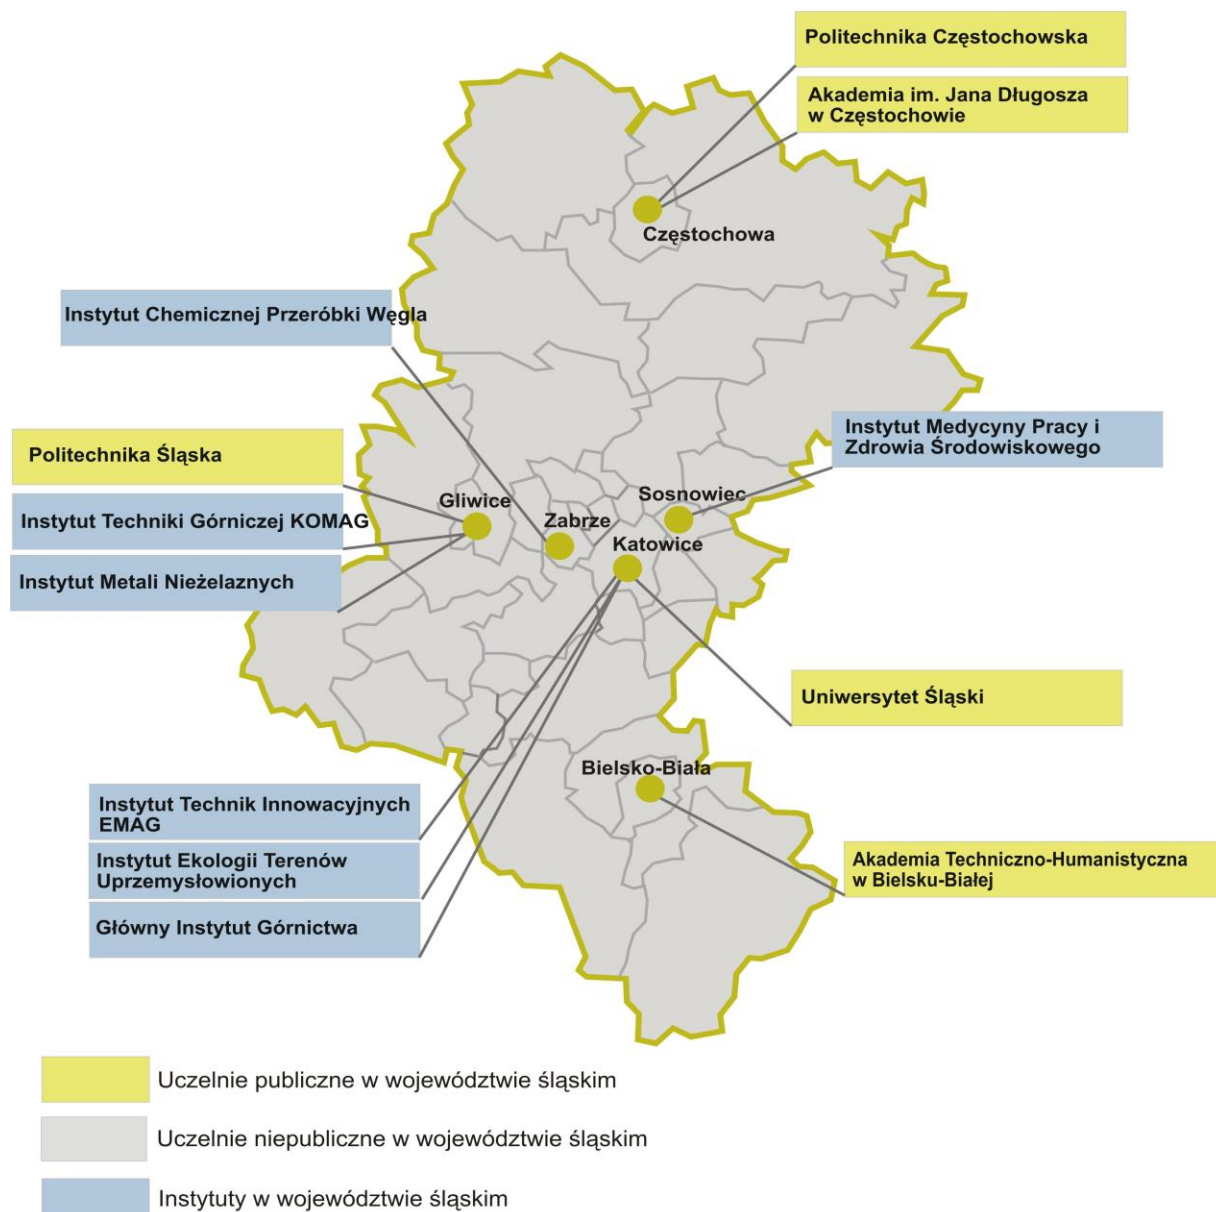 Politechnika Częstochowska
Akademia im. Jana Długosza
w Częstochowie
Częstochowa
Instytut Chemicznej Przeróbki Węgla
Instytut Medycyny Pracy i
Zdrowia Środowiskowego
Politechnika Śląska
Gliwice
Sosnowiec
Instytut Techniki Górniczej KOMAG
Zabrze
Katowice
Instytut Metali Nieżelaznych
Uniwersytet Śląski
Bielsko-Biała
Instytut Technik Innowacyjnych
EMAG
Instytut Ekologii Terenów
Uprzemysłowionych
Akademia Techniczno-Humanistyczna
w Bielsku-Białej
Główny Instytut Górnictwa
Uczelnie publiczne w województwie śląskim
Uczelnie niepubliczne w województwie śląskim
Instytuty w województwie śląskim